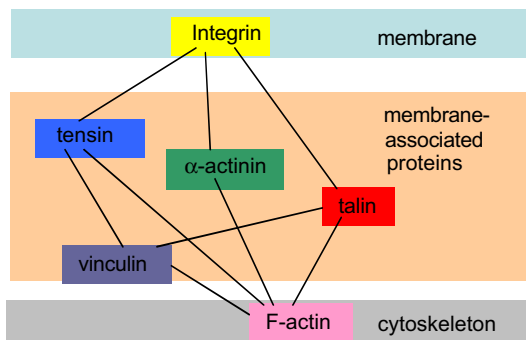 Integrin
membrane
tensin
membrane-
associated
proteins
α-actinin
talin
vinculin
F-actin
cytoskeleton